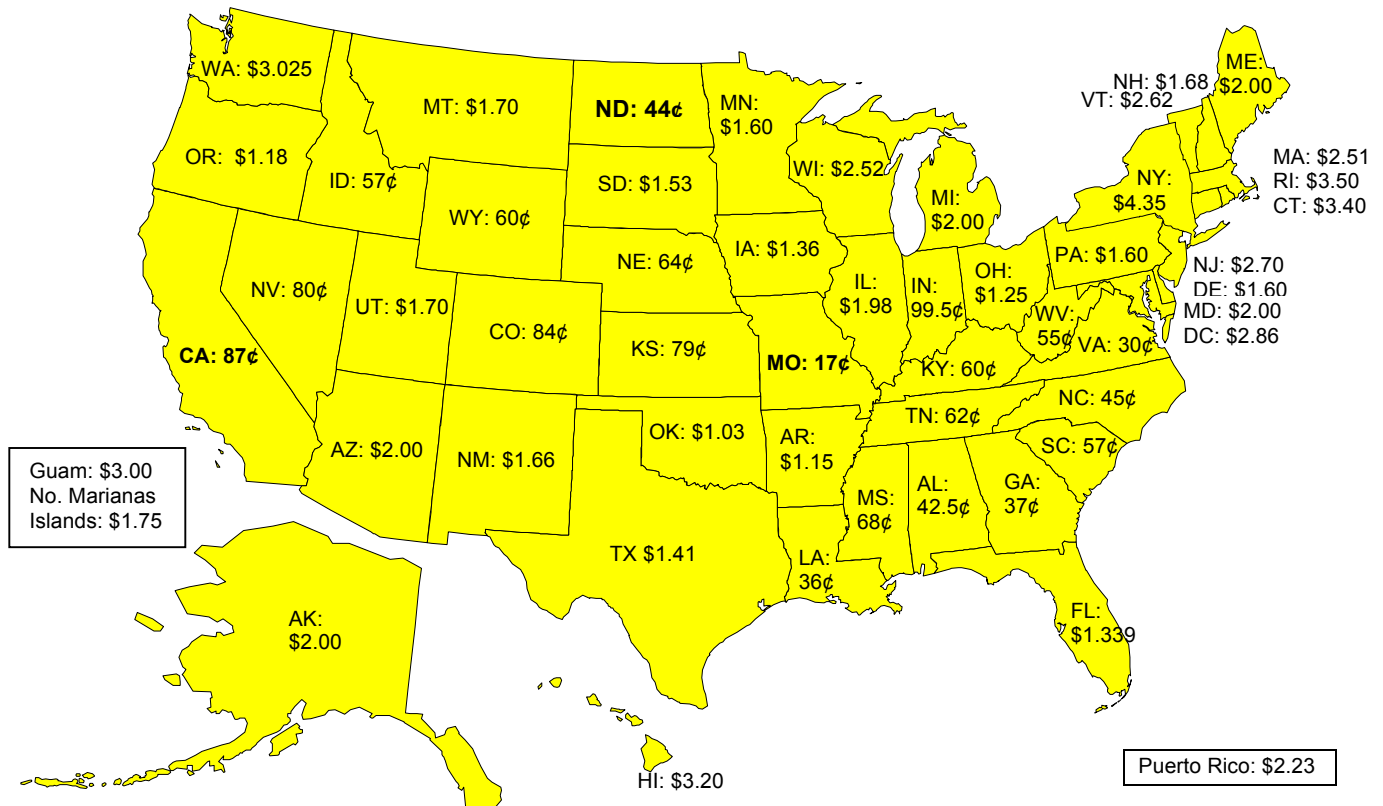 WA: $3.025
MT: $1.70
ND: 44¢
MN:
$1.60
NH: $1.68
VT: $2.62
ME:
$2.00
OR: $1.18
ID: 57¢
SD: $1.53
WI: $2.52
MI:
$2.00
NY:
$4.35
MA: $2.51
RI: $3.50
CT: $3.40
WY: 60¢
IA: $1.36
NE: 64¢
PA: $1.60
NV: 80¢
UT: $1.70
CO: 84¢
KS: 79¢
IL:
$1.98
IN:
99.5¢
OH:
$1.25
NJ: $2.70
DE: $1.60
MD: $2.00
DC: $2.86
WV:
55¢
VA: 30¢
CA: 87¢
MO: 17¢
KY: 60¢
NC: 45¢
TN: 62¢
AZ: $2.00
NM: $1.66
OK: $1.03
AR:
$1.15
SC: 57¢
Guam: $3.00
No. Marianas
Islands: $1.75
MS:
68¢
AL:
42.5¢
GA:
37¢
TX $1.41
LA:
36¢
AK:
$2.00
FL:
$1.339
HI: $3.20
Puerto Rico: $2.23